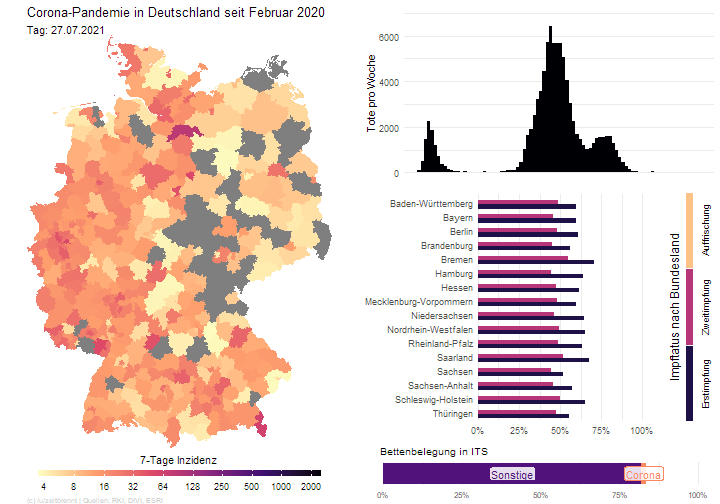 Corona-Pandemie in Deutschland seit Februar 2020
Tag: 27.07.2021
7-Tage Inzidenz
4 8 16 32 64 125 250 500 1000 2000
(c) /u/zeitbrennt | Quellen: RKI, DIVI, ESRI
Tote pro Woche
6000
4000
2000
0
Baden-Württemberg
Bayern
Berlin
Brandenburg
Bremen
Hamburg
Hessen
Mecklenburg-Vorpommern
Niedersachsen
Nordrhein-Westfalen
Rheinland-Pfalz
Saarland
Sachsen
Sachsen-Anhalt
Schleswig-Holstein
Thüringen
0% 25% 50% 75% 100%
Impfstatus nach Bundesland
Auffrischung
Zweitimpfung
Erstimpfung
Bettenbelegung in ITS
Sonstige
Corona
0% 25% 50% 75% 100%